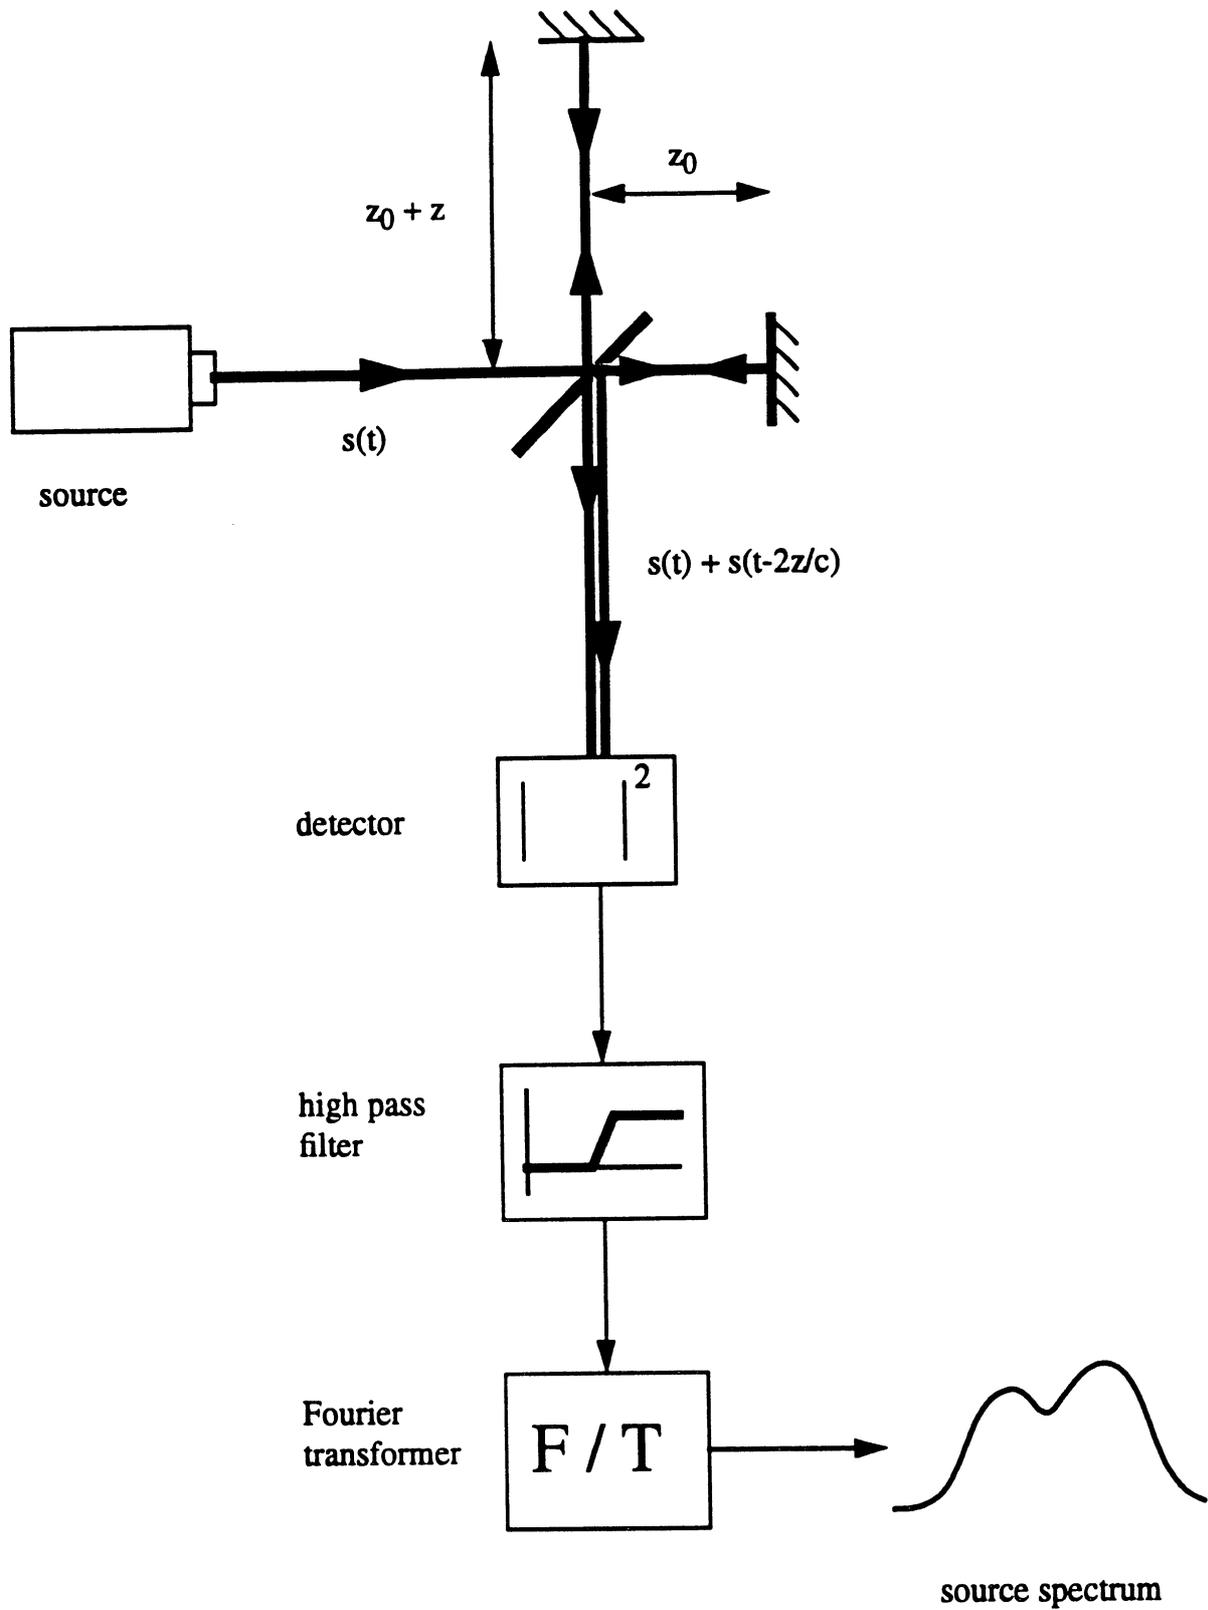 z0
z0 + z
s(t)
source
s(t) + s(t-2z/c)
2
detector
high pass
filter
Fourier
transformer
F / T
source spectrum